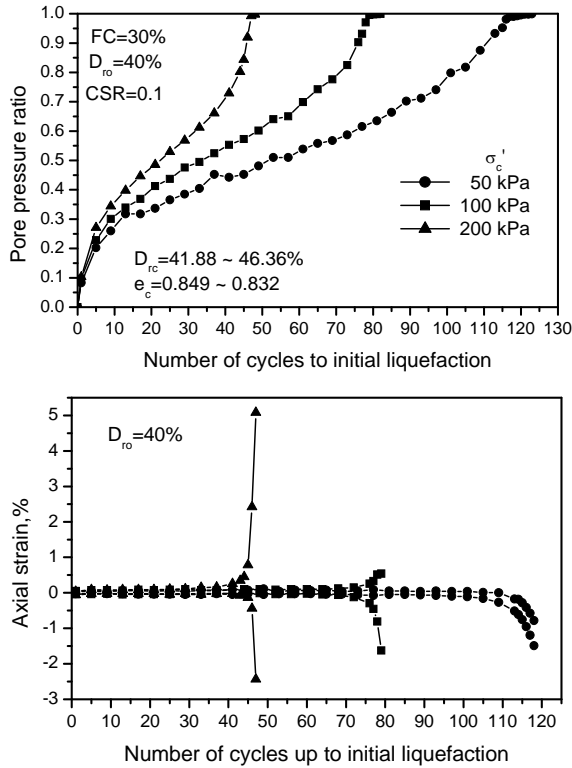 1.0
0.9
0.8
0.7
0.6
0.5
0.4
0.3
0.2
0.1
0.0
FC=30%
Dro=40%
CSR=0.1
σc'
50 kPa
100 kPa
200 kPa
Drc=41.88 ~ 46.36%
ec=0.849 ~ 0.832
Pore pressure ratio
0 10 20 30 40 50 60 70 80 90 100 110 120 130
Number of cycles to initial liquefaction
5
4
3
2
1
0
-1
-2
-3
Dro=40%
Axial strain,%
0 10 20 30 40 50 60 70 80 90 100 110 120
Number of cycles up to initial liquefaction